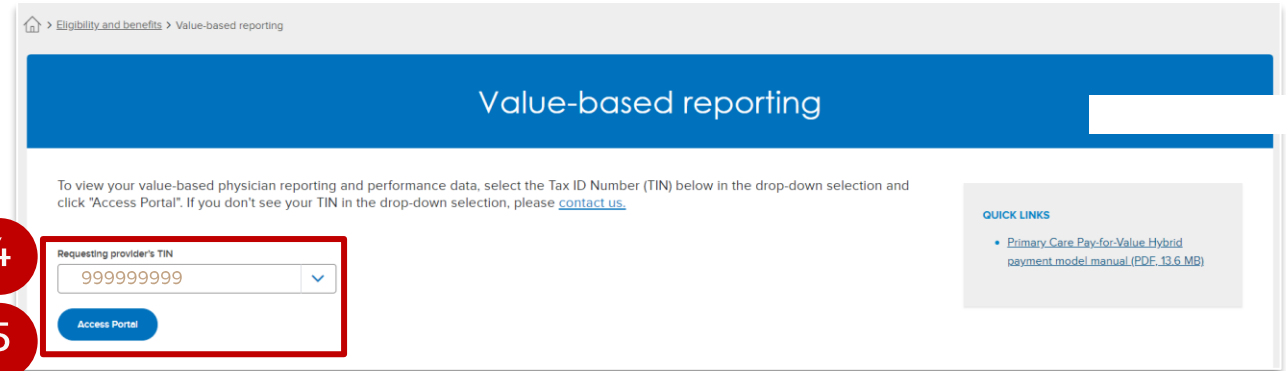 > Eligibility and benefits > Value-based reporting
Value-based reporting
To view your value-based physician reporting and performance data, select the Tax ID Number (TIN) below in the drop-down selection and
click "Access Portal". If you don't see your TIN in the drop-down selection, please contact us.
QUICK LINKS
• Primary Care Pay-for-Value Hybrid
payment model manual (PDF, 13.6 MB)
4
Requesting provider's TIN
999999999
5
Access Portal